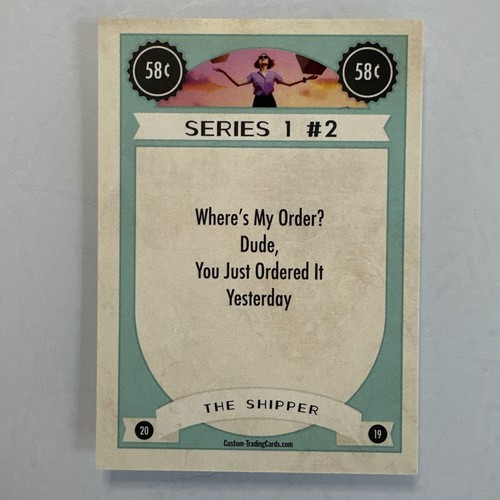 58¢ 58¢
SERIES 1 #2
Where's My Order?
Dude,
You Just Ordered It
Yesterday
THE SHIPPER
20 19
Custom-TradingCards.com